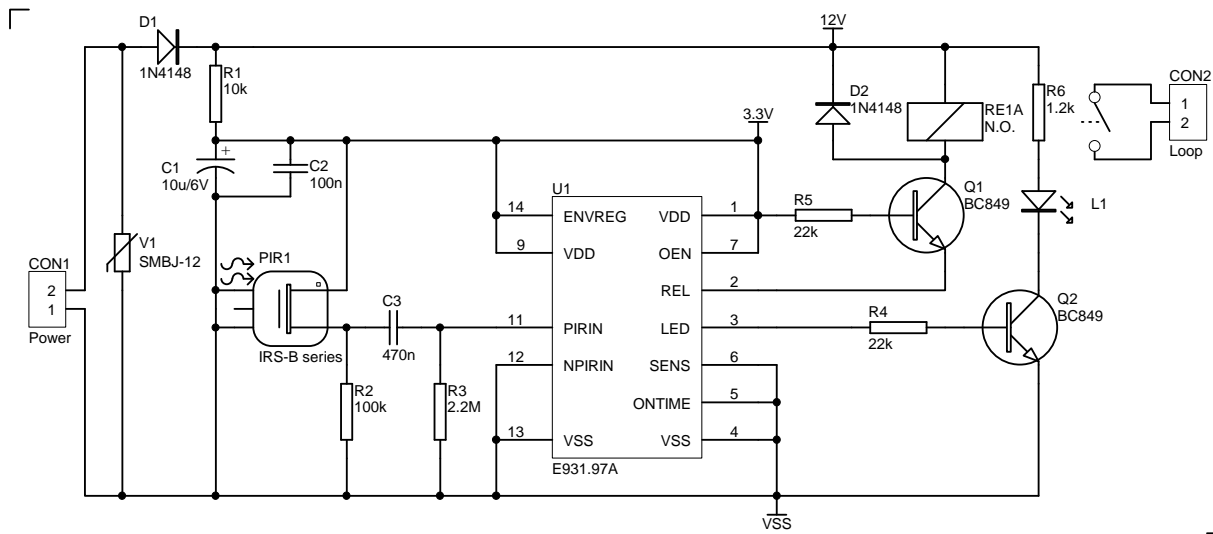 12V
D1
1N4148
CON2
1
2
Loop
R1
10k
D2
1N4148
RE1A
N.O.
R6
1.2k
3.3V
+
C1
10u/6V
C2
100n
U1
Q1
BC849
L1
14
ENVREG
VDD
1
R5
22k
9
VDD
OEN
7
V1
SMBJ-12
CON1
2
1
Power
PIR1
IRS-B series
REL
2
Q2
BC849
C3
470n
11
PIRIN
LED
3
R4
22k
12
NPIRIN
SENS
6
R2
100k
R3
2.2M
ONTIME
5
13
VSS
VSS
4
E931.97A
VSS